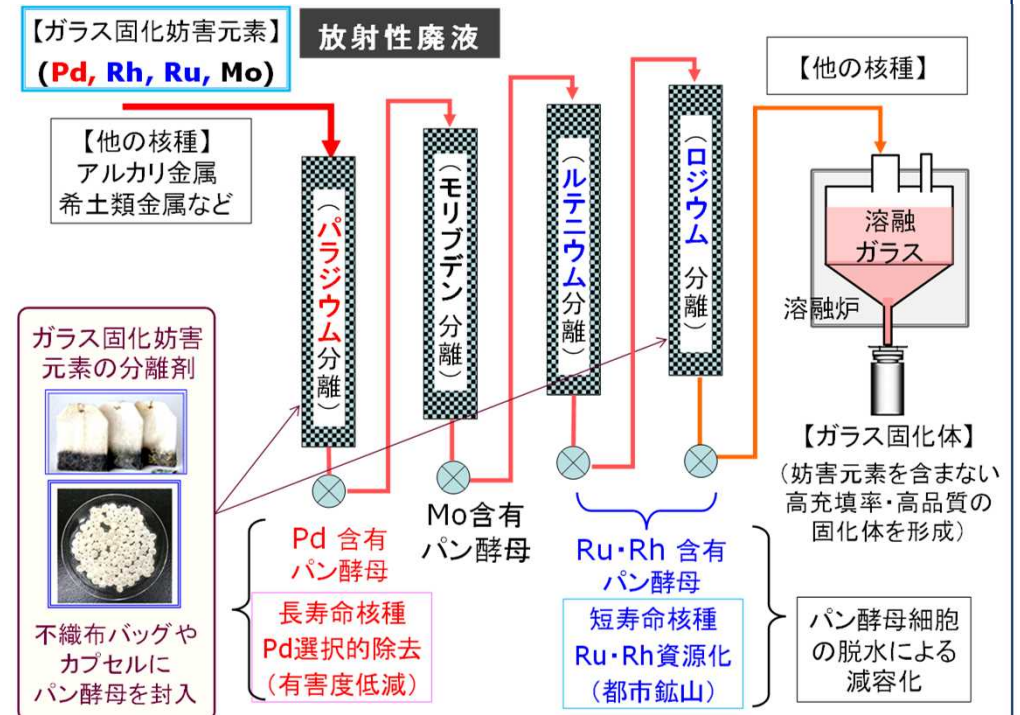 【ガラス固化妨害元素】
(Pd, Rh, Ru, Mo)
放射性廃液
【他の核種】
アルカリ金属
希土類金属など
(パラジウム分離)
(モリブデン 分離)
(ルテニウム分離)
(ロジウム 分離)
【他の核種】
溶融
ガラス
溶融炉
【ガラス固化体】
(妨害元素を含まない
高充填率・高品質の
固化体を形成)
ガラス固化妨害
元素の分離剤
不織布バッグや
カプセルに
パン酵母を封入
Pd 含有
パン酵母
長寿命核種
Pd選択的除去
(有害度低減)
Mo含有
パン酵母
Ru・Rh 含有
パン酵母
短寿命核種
Ru・Rh資源化
(都市鉱山)
パン酵母細胞
の脱水による
減容化